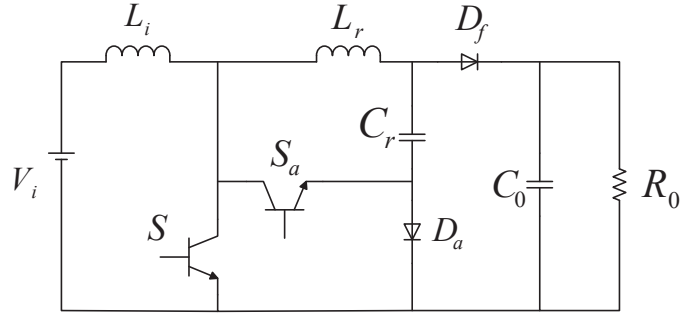 L_i
L_r
D_f
C_r
S_a
V_i
C_0
R_0
S
D_a